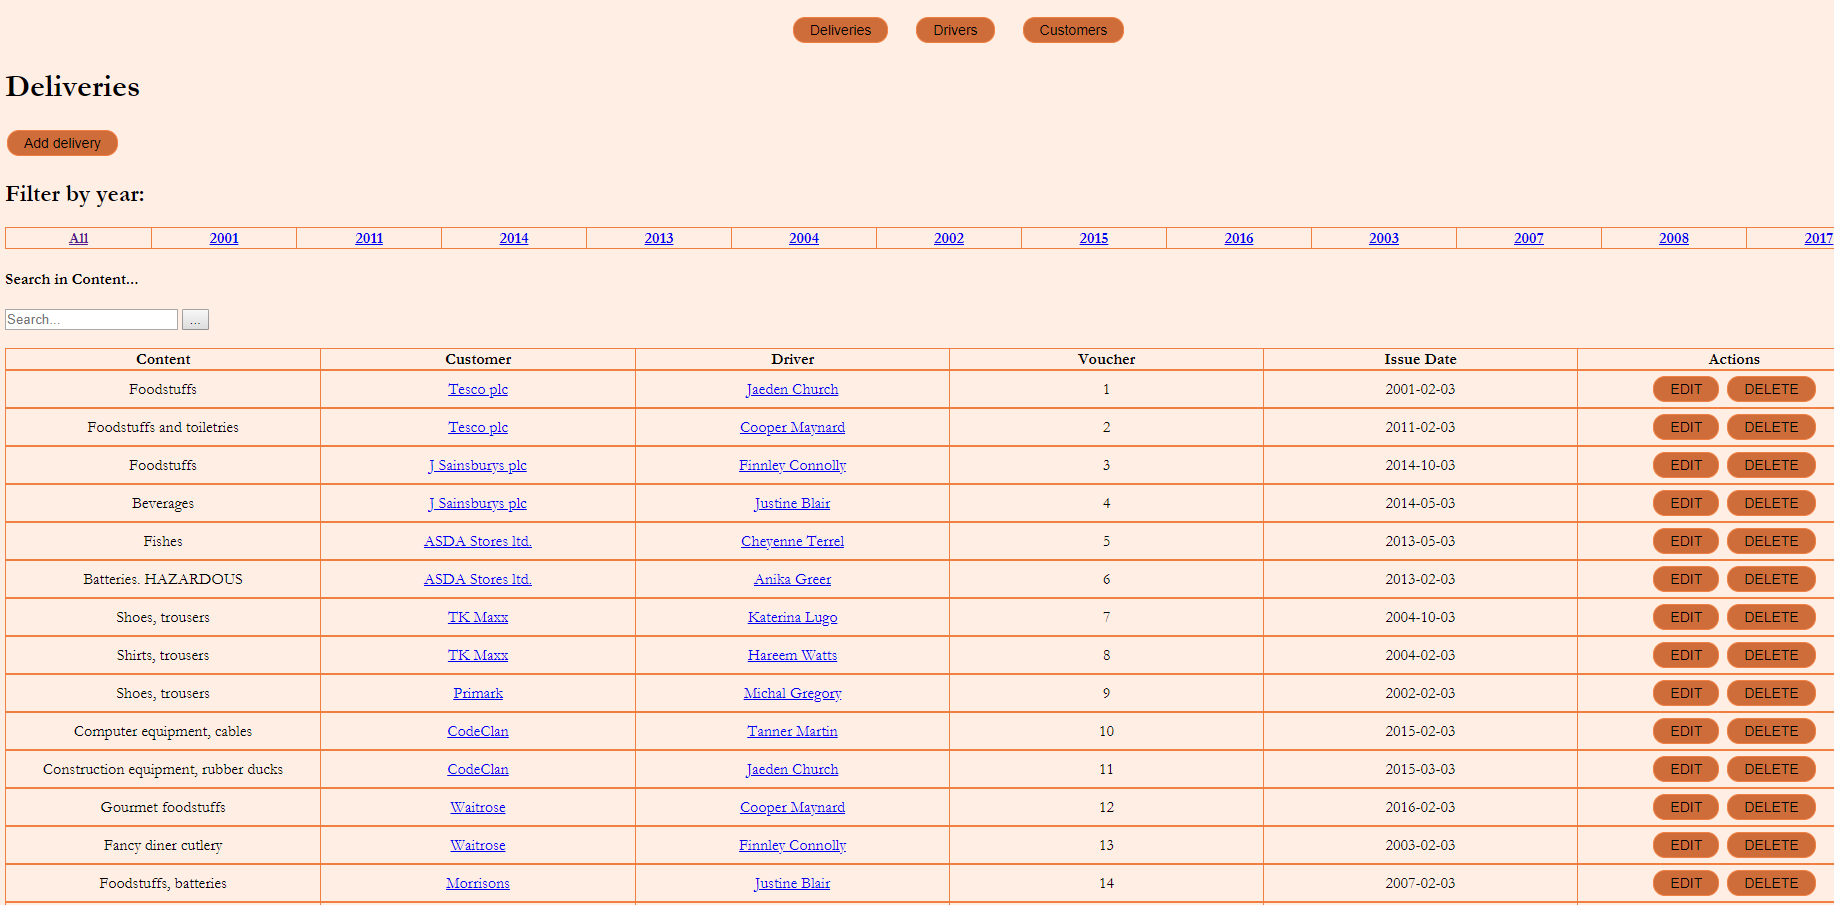 Deliveries Drivers Customers
Deliveries
Add delivery
Filter by year:
All 2001 2011 2014 2013 2004 2002 2015 2016 2003 2007 2008 2017
Search in Content...
Search... ...
Content Customer Driver Voucher Issue Date Actions
Foodstuffs Tesco plc Jaeden Church 1 2001-02-03 EDIT DELETE
Foodstuffs and toiletries Tesco plc Cooper Maynard 2 2011-02-03 EDIT DELETE
Foodstuffs J Sainsburys plc Finnley Connolly 3 2014-10-03 EDIT DELETE
Beverages J Sainsburys plc Justine Blair 4 2014-05-03 EDIT DELETE
Fishes ASDA Stores ltd. Cheyenne Terrel 5 2013-05-03 EDIT DELETE
Batteries. HAZARDOUS ASDA Stores ltd. Anika Greer 6 2013-02-03 EDIT DELETE
Shoes, trousers TK Maxx Katerina Lugo 7 2004-10-03 EDIT DELETE
Shirts, trousers TK Maxx Hareem Watts 8 2004-02-03 EDIT DELETE
Shoes, trousers Primark Michal Gregory 9 2002-02-03 EDIT DELETE
Computer equipment, cables CodeClan Tanner Martin 10 2015-02-03 EDIT DELETE
Construction equipment, rubber ducks CodeClan Jaeden Church 11 2015-03-03 EDIT DELETE
Gourmet foodstuffs Waitrose Cooper Maynard 12 2016-02-03 EDIT DELETE
Fancy diner cutlery Waitrose Finnley Connolly 13 2003-02-03 EDIT DELETE
Foodstuffs, batteries Morrisons Justine Blair 14 2007-02-03 EDIT DELETE